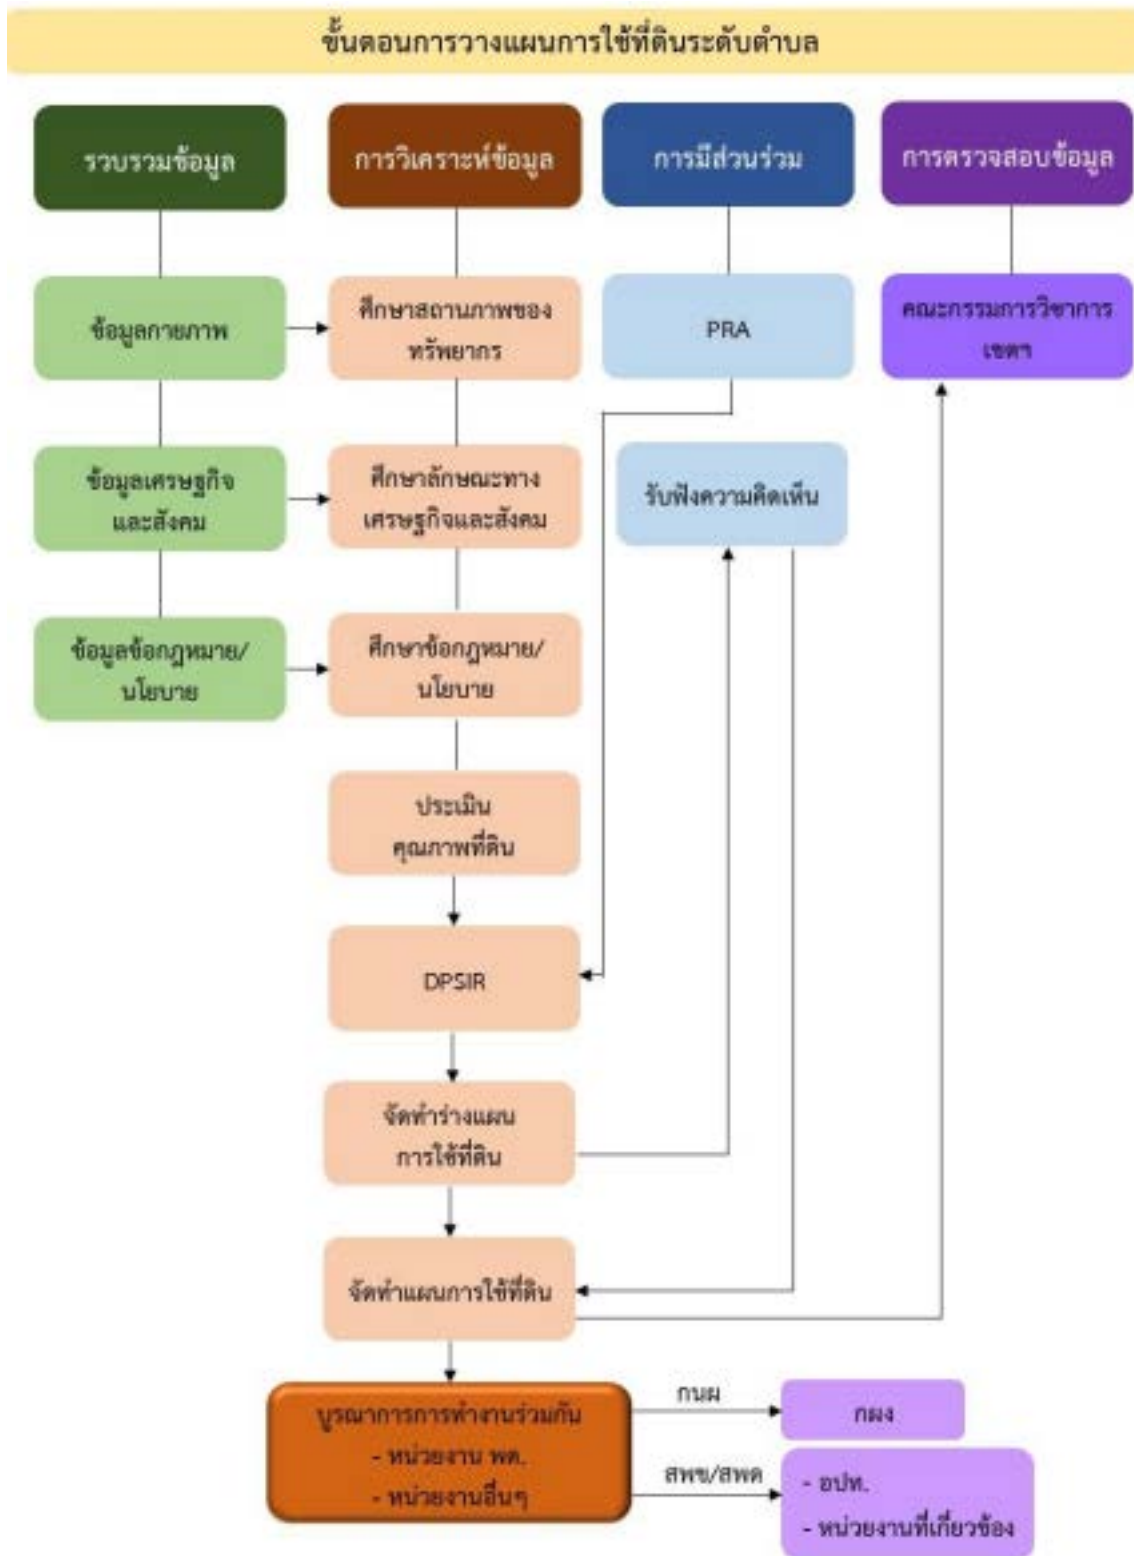 ขั้นตอนการวางแผนการใช้ที่ดินระดับตำบล
รวบรวมข้อมูล
การวิเคราะห์ข้อมูล
การมีส่วนร่วม
การตรวจสอบข้อมูล
ข้อมูลกายภาพ
ศึกษาสถานภาพของ
ทรัพยากร
PRA
คณะกรรมการวิชาการ
เขตฯ
ข้อมูลเศรษฐกิจ
และสังคม
ศึกษาลักษณะทาง
เศรษฐกิจและสังคม
รับฟังความคิดเห็น
ข้อมูลข้อกฎหมาย/
นโยบาย
ศึกษาข้อกฎหมาย/
นโยบาย
ประเมิน
คุณภาพที่ดิน
DPSIR
จัดทำร่างแผน
การใช้ที่ดิน
จัดทำแผนการใช้ที่ดิน
บูรณาการการทำงานร่วมกัน
- หน่วยงาน พด.
- หน่วยงานอื่นๆ
กนผ
กผง
สพข/สพด
- อปท.
- หน่วยงานที่เกี่ยวข้อง